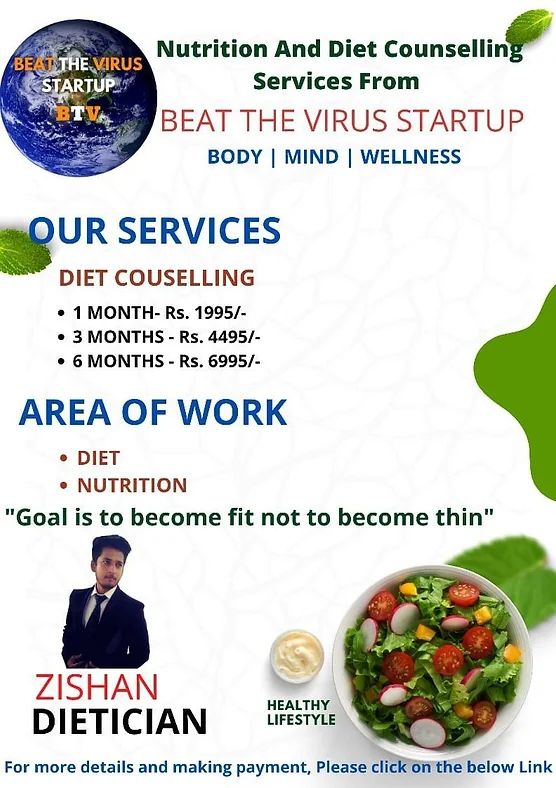 BEAT THE VIRUS
STARTUP
BTV
Nutrition And Diet Counselling
Services From
BEAT THE VIRUS STARTUP
BODY | MIND | WELLNESS
OUR SERVICES
DIET COUSELLING
• 1 MONTH- Rs. 1995/-
• 3 MONTHS - Rs. 4495/-
• 6 MONTHS - Rs. 6995/-
AREA OF WORK
• DIET
• NUTRITION
"Goal is to become fit not to become thin"
ZISHAN
DIETICIAN
HEALTHY
LIFESTYLE
For more details and making payment, Please click on the below Link